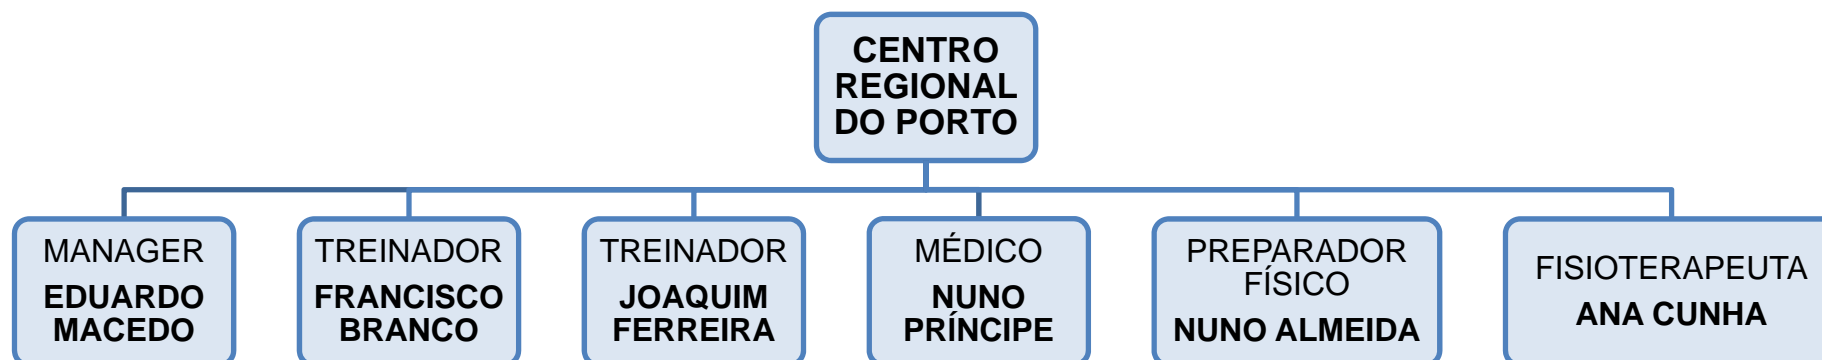 CENTRO
REGIONAL
DO PORTO
MANAGER
EDUARDO
MACEDO
TREINADOR
FRANCISCO
BRANCO
TREINADOR
JOAQUIM
FERREIRA
MÉDICO
NUNO
PRÍNCIPE
PREPARADOR
FÍSICO
NUNO ALMEIDA
FISIOTERAPEUTA
ANA CUNHA